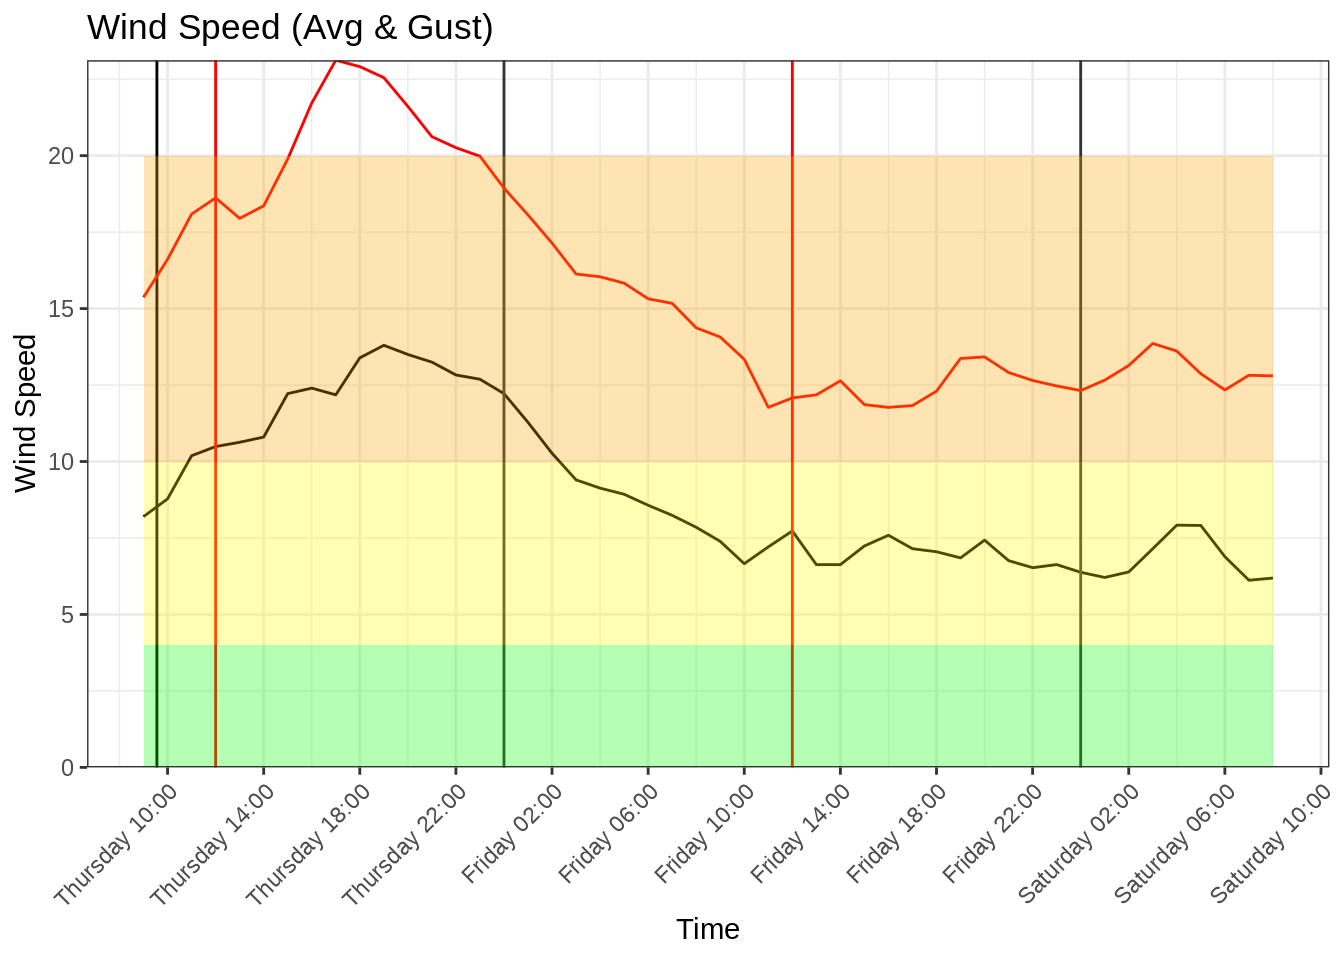 Wind Speed (Avg & Gust)
Wind Speed
20
15
10
5
0
Thursday 10:00
Thursday 14:00
Thursday 18:00
Thursday 22:00
Friday 02:00
Friday 06:00
Friday 10:00
Friday 14:00
Friday 18:00
Friday 22:00
Saturday 02:00
Saturday 06:00
Saturday 10:00
Time